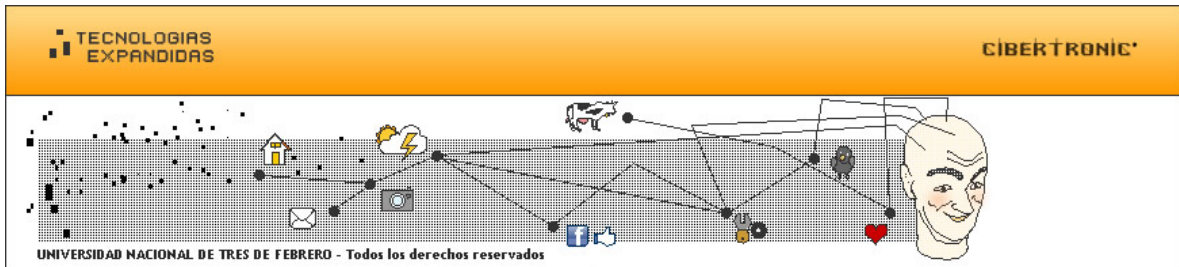 TECNOLOGIAS
EXPANDIDAS
CIBERTRONIC
f
UNIVERSIDAD NACIONAL DE TRES DE FEBRERO - Todos los derechos reservados